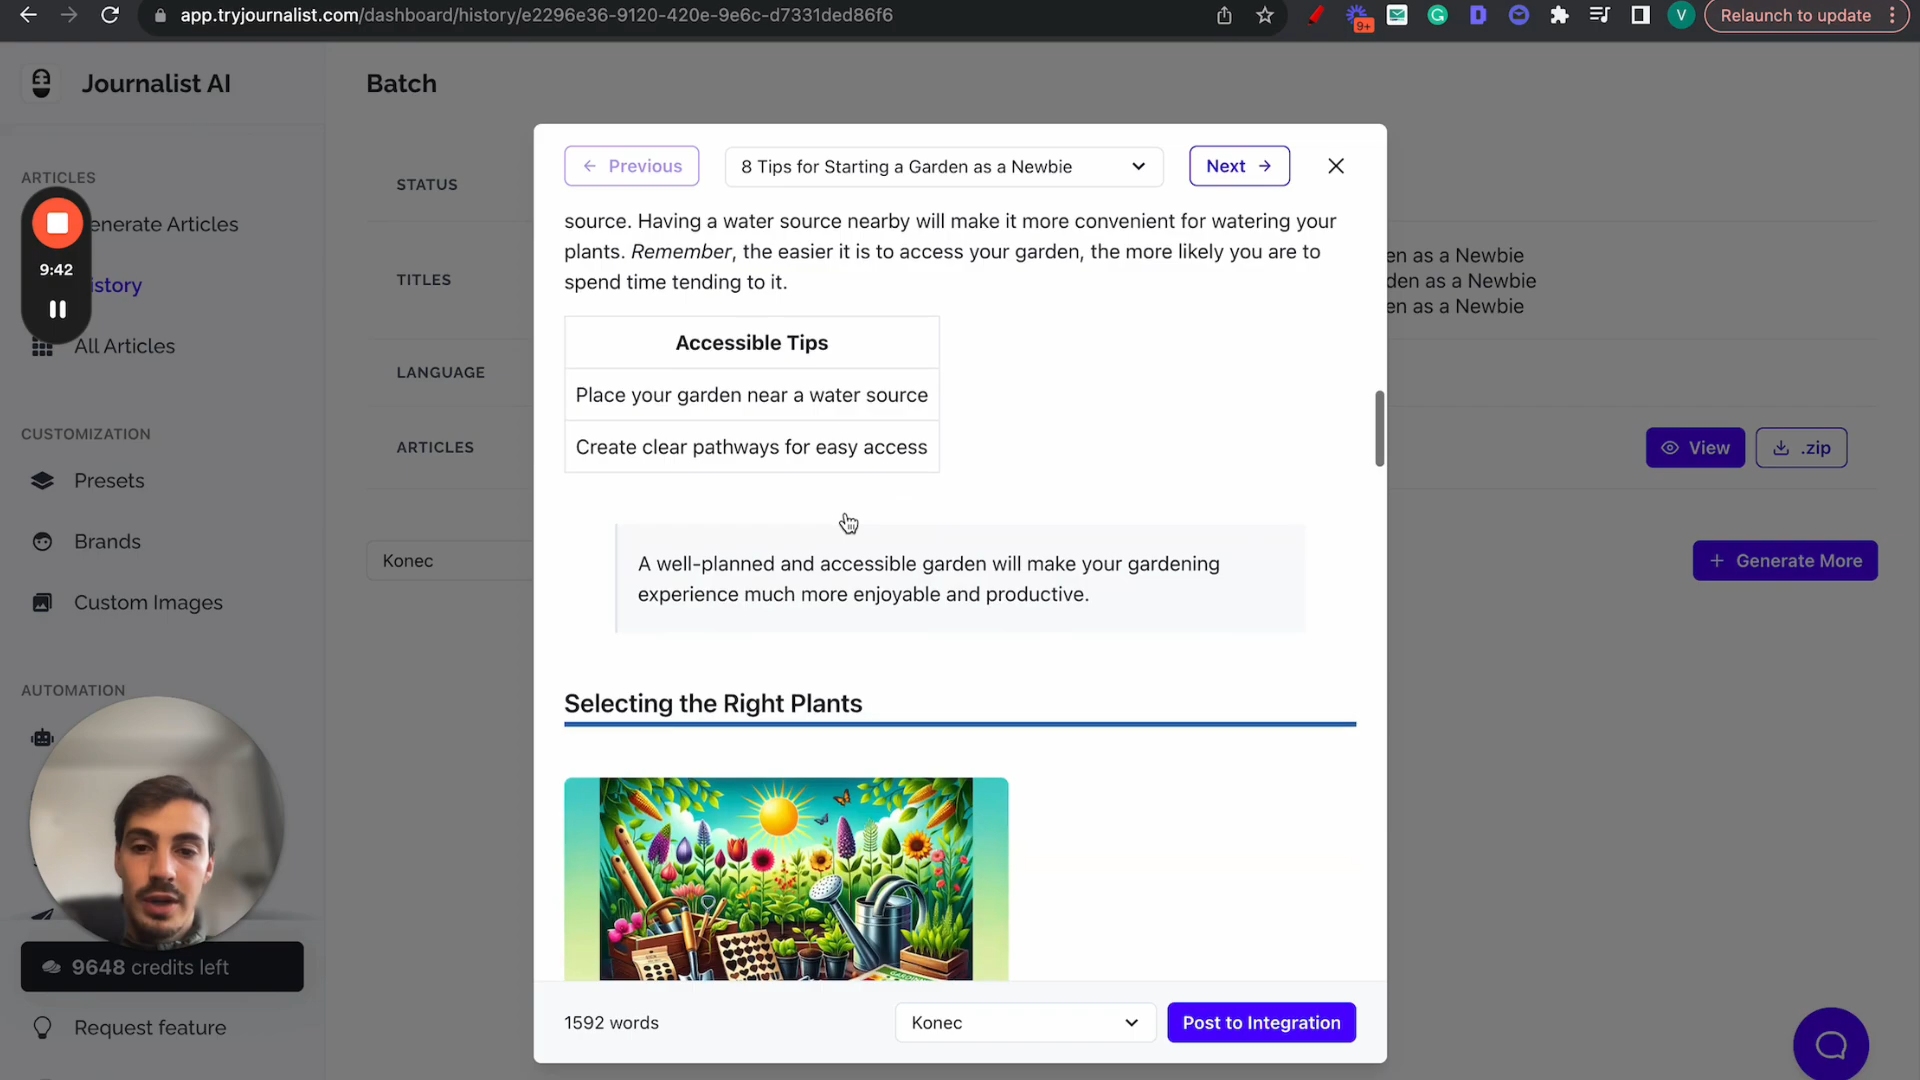 app.tryjournalist.com/dashboard/history/e2296e36-9120-420e-9e6c-d7331ded86f6
9+
V
Relaunch to update
Journalist AI
Batch
ARTICLES
enerate Articles
9:42
istory
All Articles
CUSTOMIZATION
Presets
Brands
Custom Images
AUTOMATION
9648 credits left
Request feature
STATUS
TITLES
en as a Newbie
den as a Newbie
en as a Newbie
LANGUAGE
ARTICLES
View
.zip
Konec
Generate More
Previous
8 Tips for Starting a Garden as a Newbie
Next
source. Having a water source nearby will make it more convenient for watering your
plants. Remember, the easier it is to access your garden, the more likely you are to
spend time tending to it.
Accessible Tips
Place your garden near a water source
Create clear pathways for easy access
A well-planned and accessible garden will make your gardening
experience much more enjoyable and productive.
Selecting the Right Plants
1592 words
Konec
Post to Integration